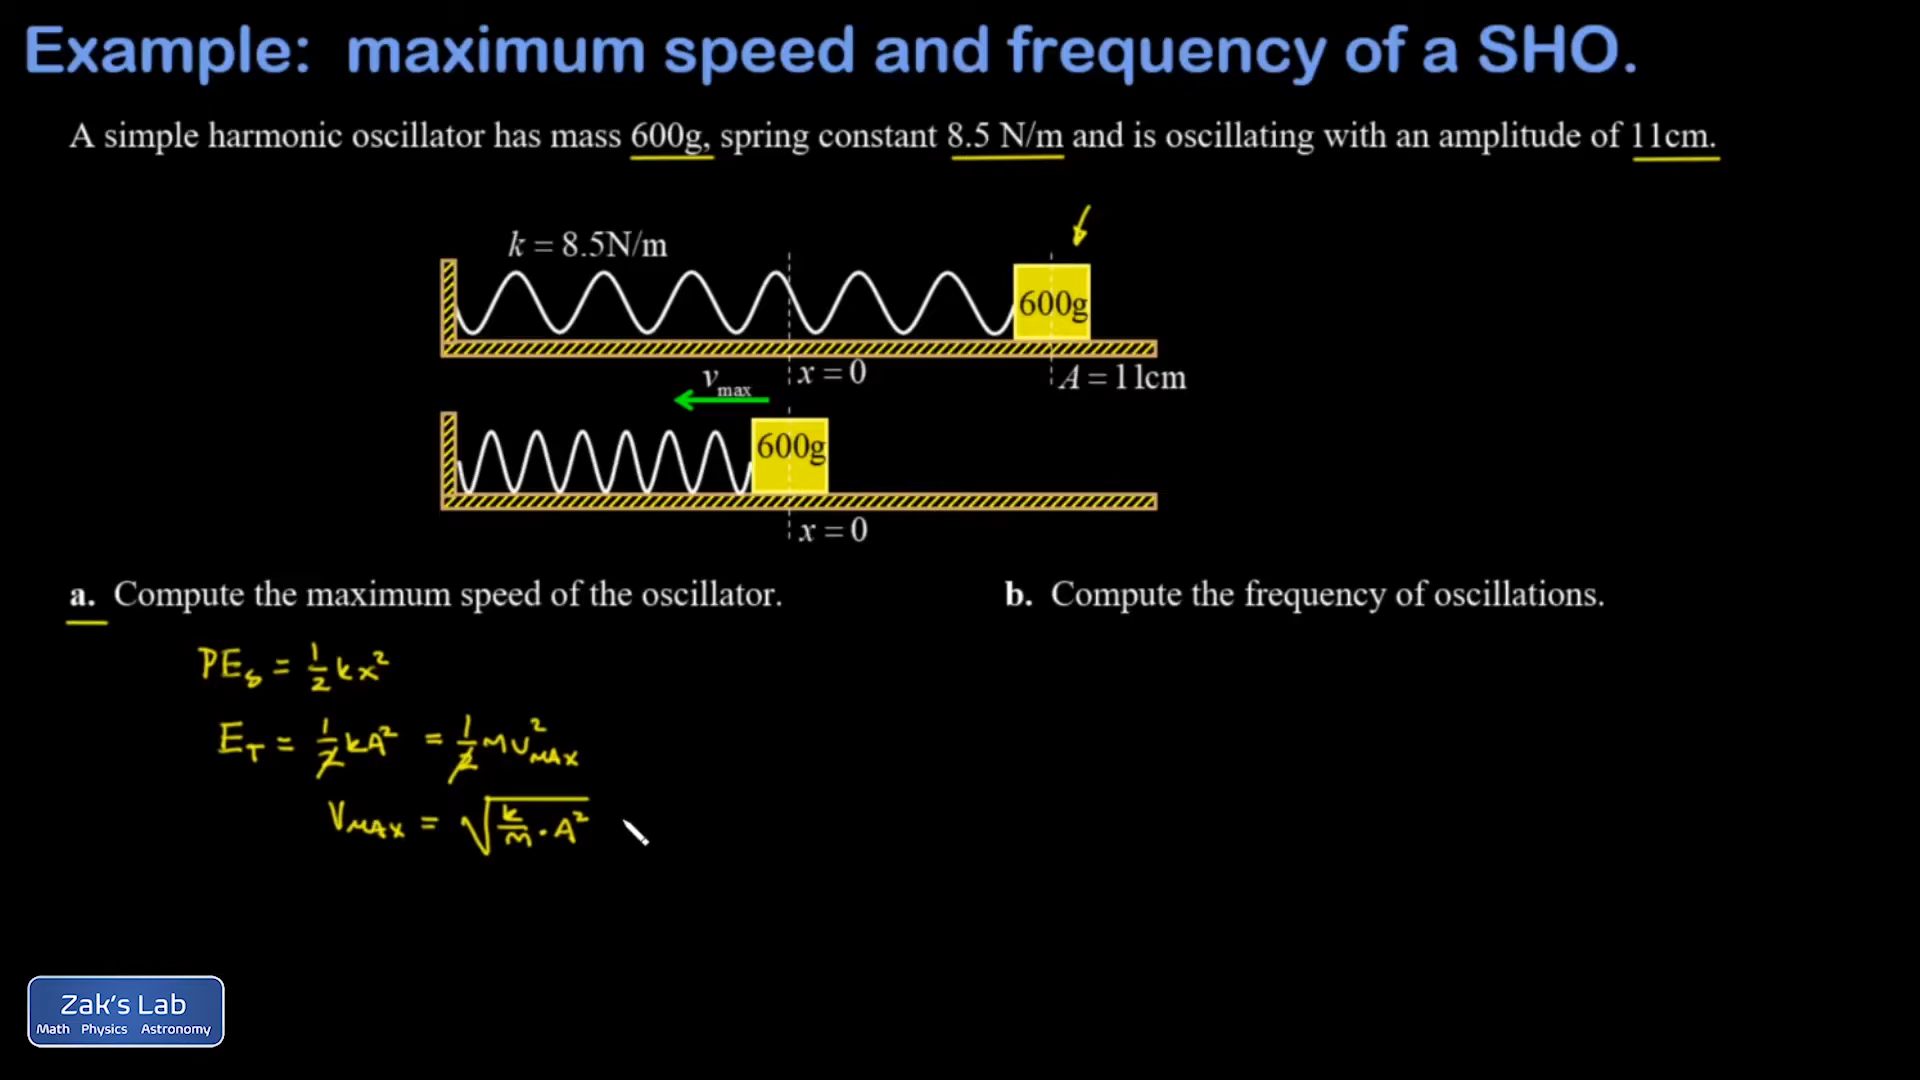 Example: maximum speed and frequency of a SHO.
A simple harmonic oscillator has mass 600g, spring constant 8.5 N/m and is oscillating with an amplitude of 11cm.
k = 8.5N/m
600g
x = 0
A = 11cm
v_max
600g
x = 0
a. Compute the maximum speed of the oscillator.
b. Compute the frequency of oscillations.
PE_s = 1/2 kx²
E_T = 1/2 kA² = 1/2 mv²_MAX
V_MAX = √(k/m · A²)
Zak's Lab
Math Physics Astronomy